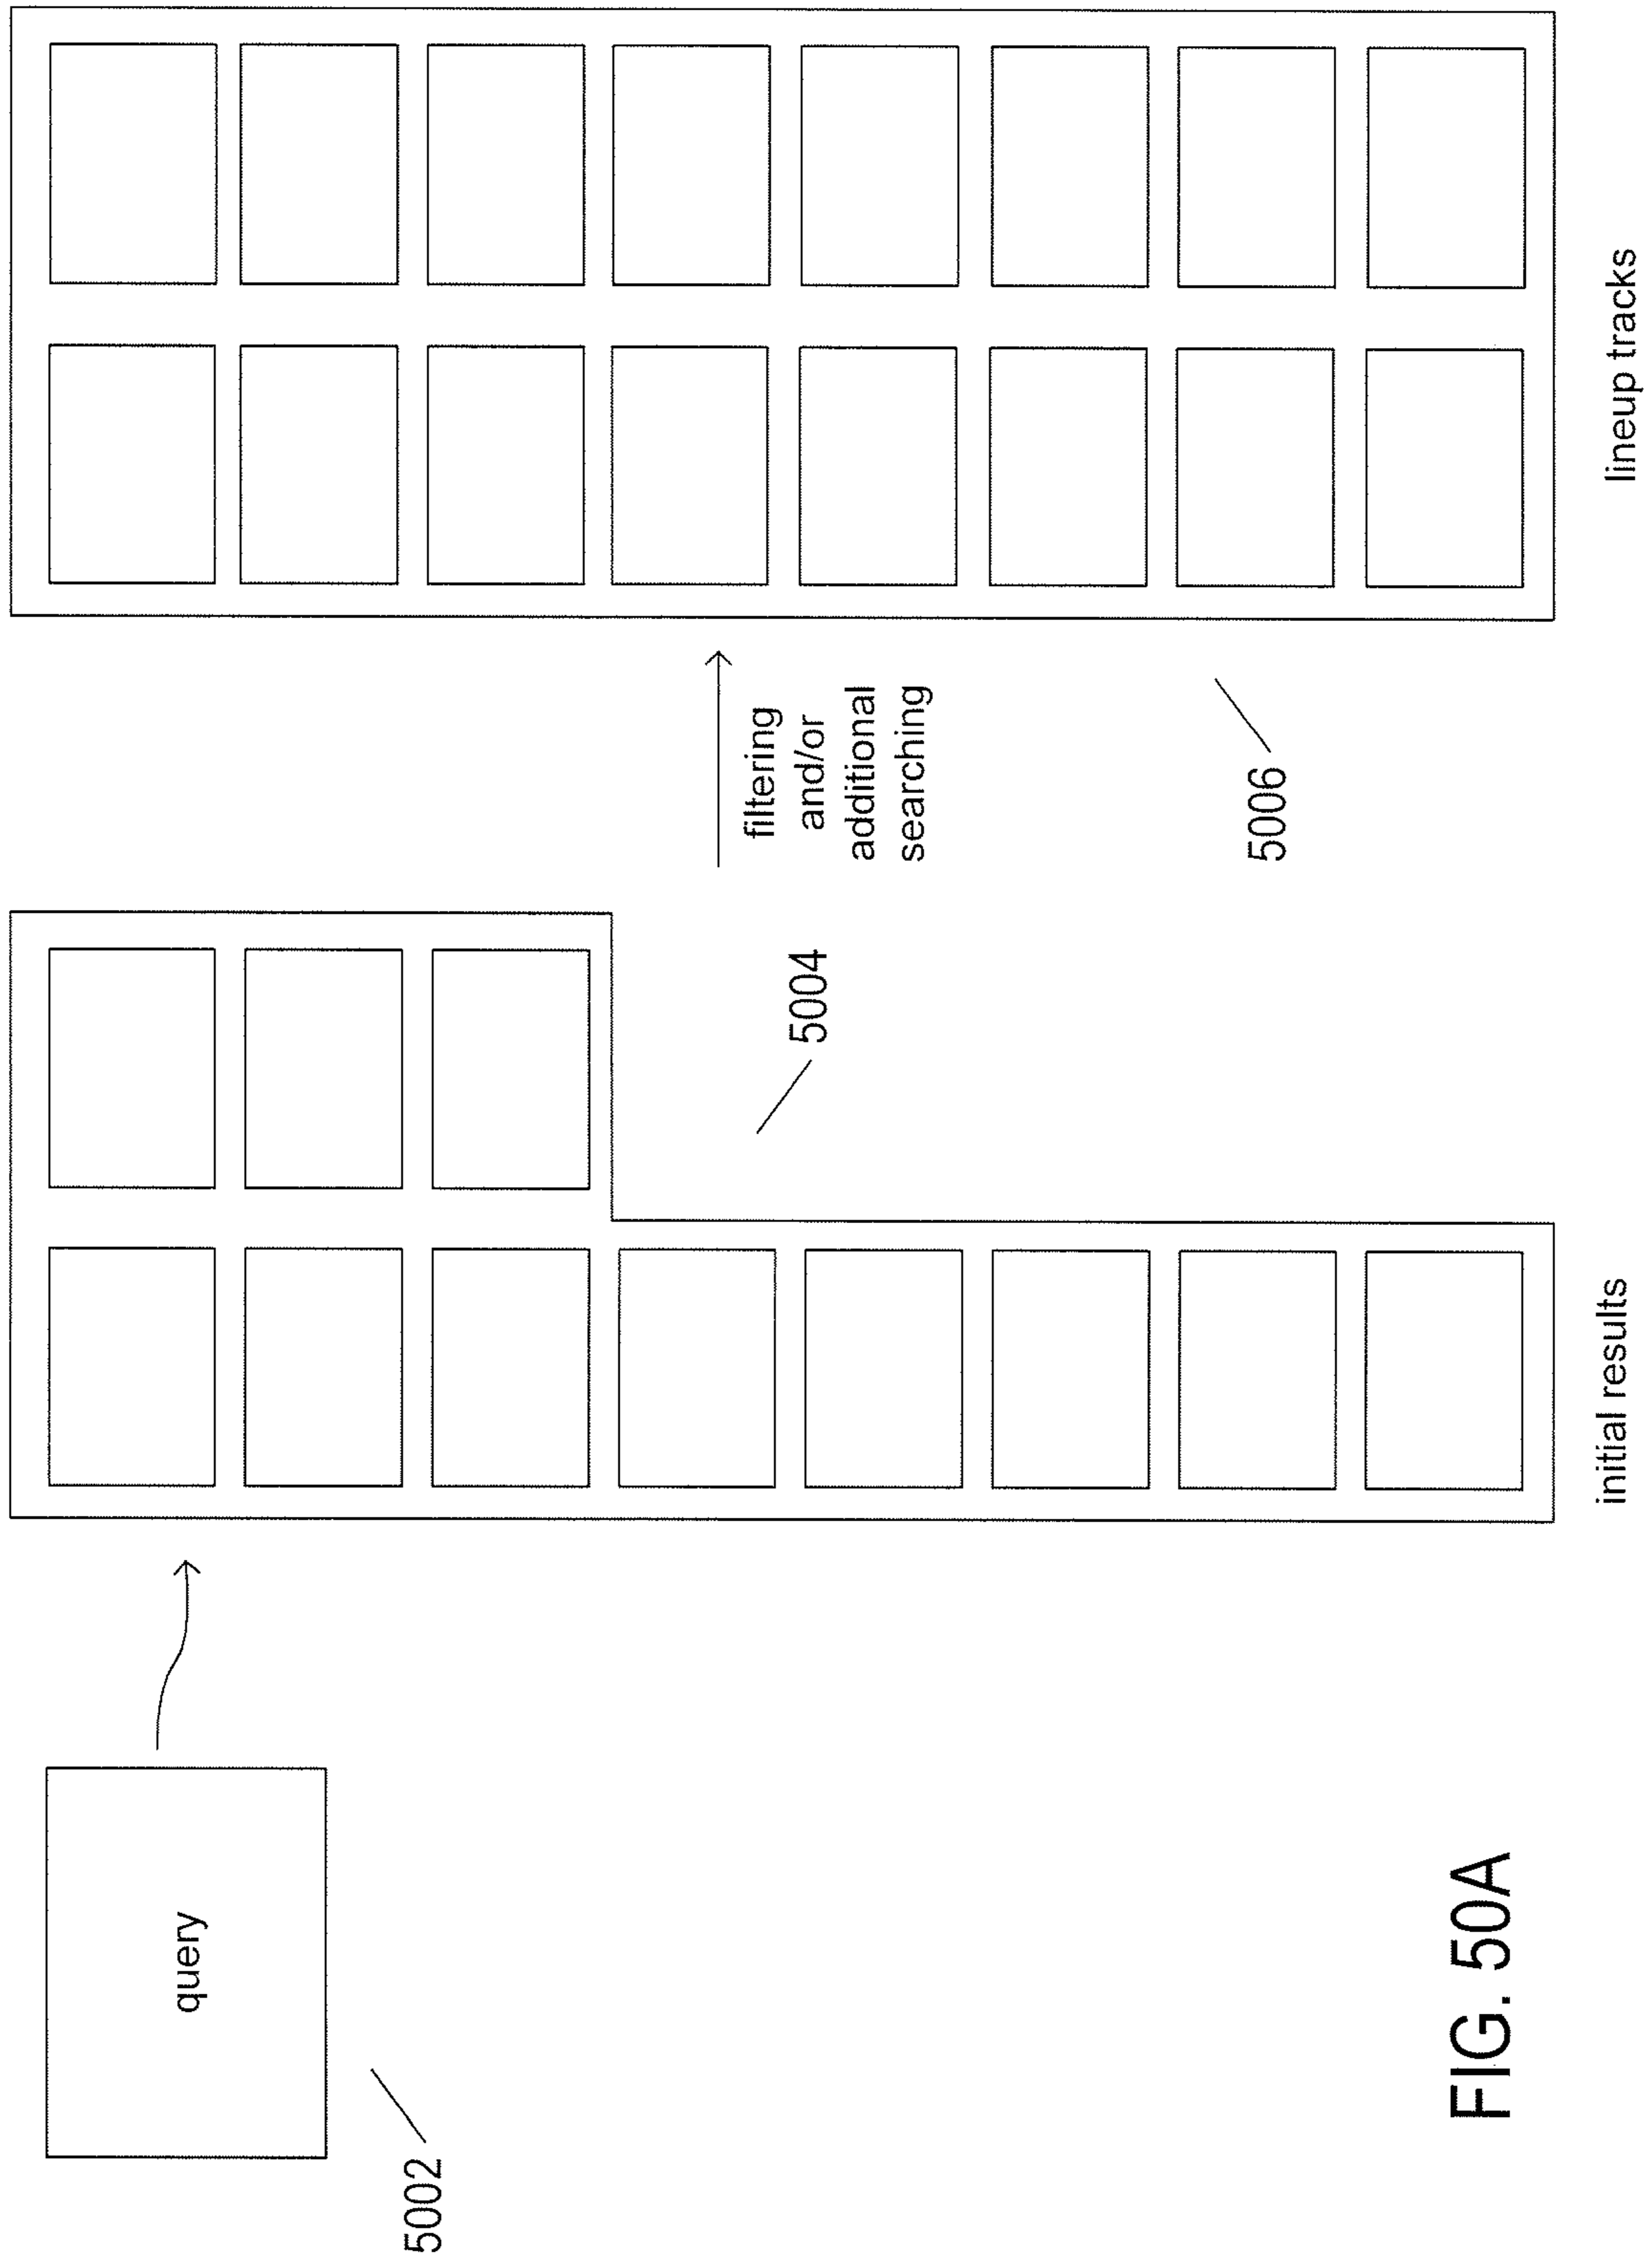 query
5002
5004
filtering
and/or
additional
searching
5006
initial results
lineup tracks
FIG. 50A